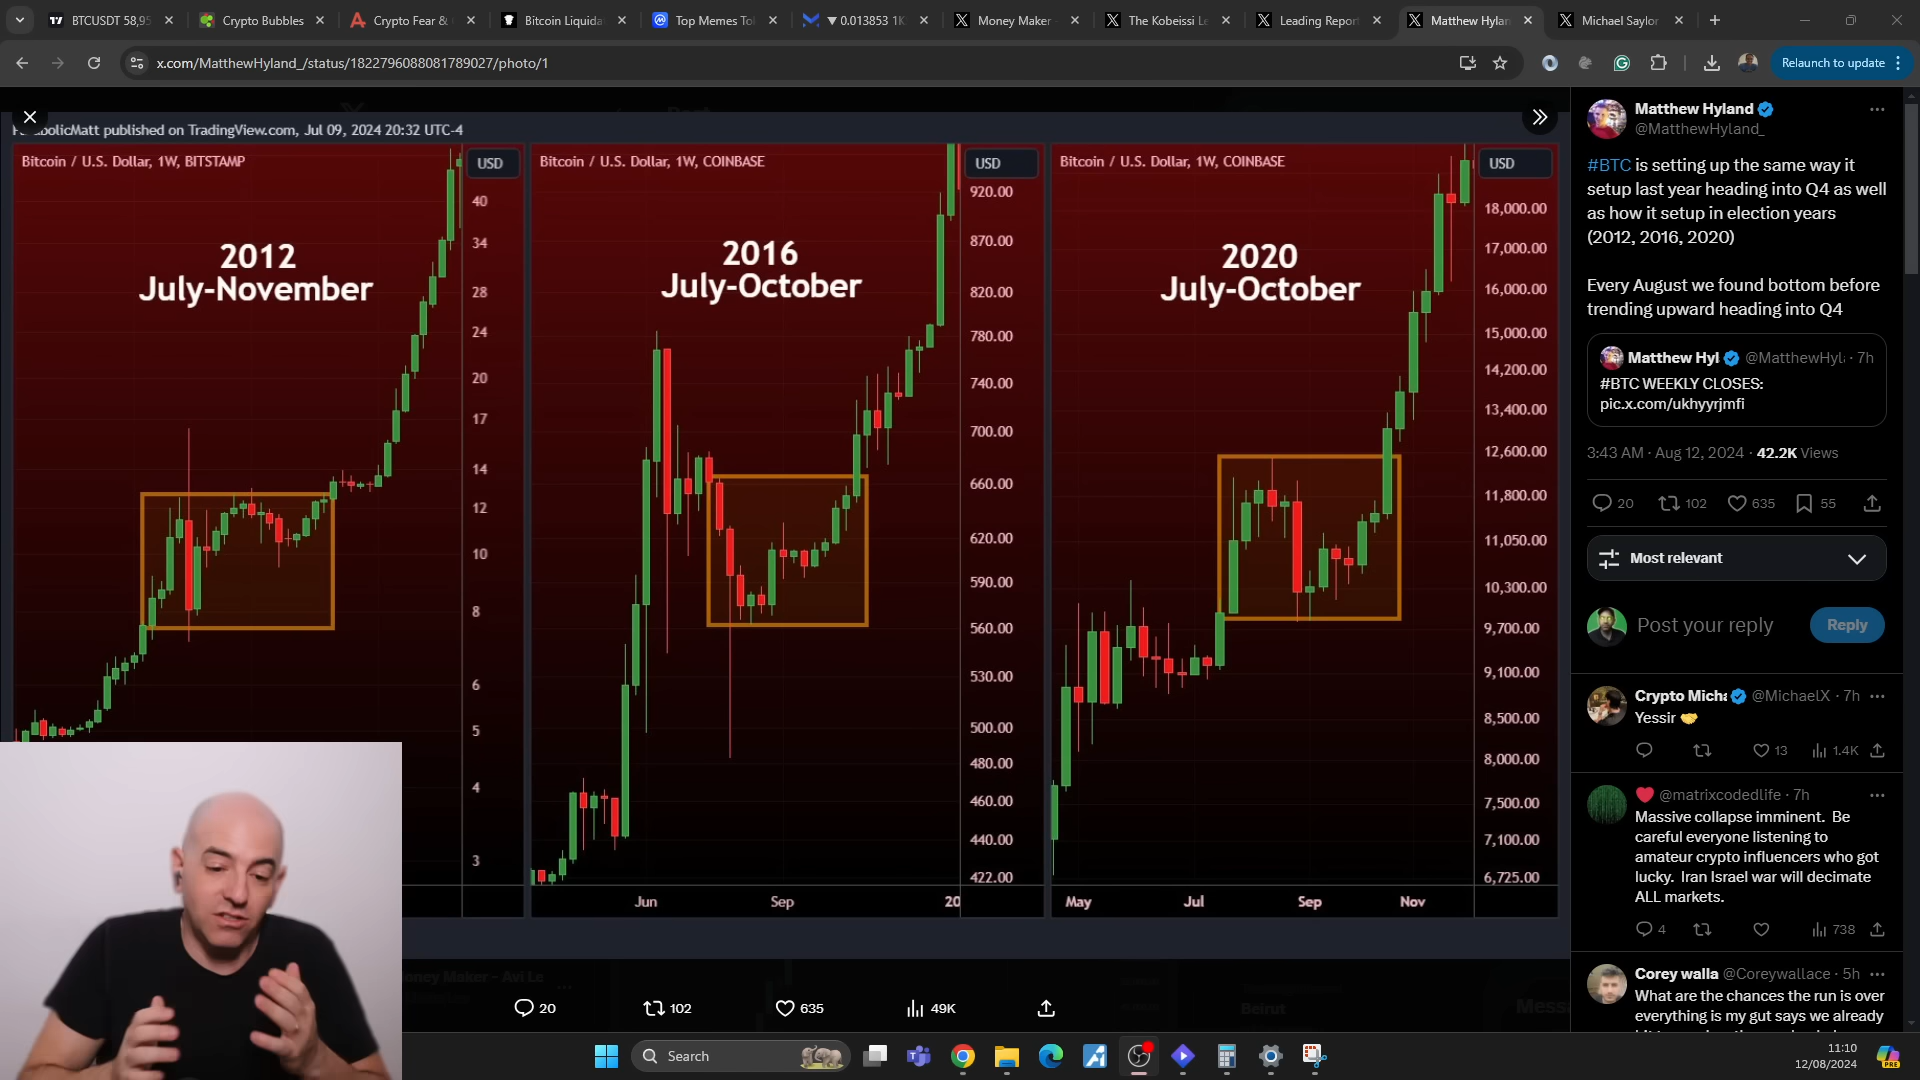 BTCUSDT 58,95
Crypto Bubbles
Crypto Fear &
Bitcoin Liquida
Top Memes To
▼ 0.013853 1K
Money Maker
The Kobeissi Le
Leading Report
Matthew Hylan
Michael Saylor
x.com/MatthewHyland_/status/1822796088081789027/photo/1
Relaunch to update
bolicMatt published on TradingView.com, Jul 09, 2024 20:32 UTC-4
Bitcoin / U.S. Dollar, 1W, BITSTAMP
USD
40
34
28
24
20
17
14
12
10
8
6
5
4
3
2012
July-November
Bitcoin / U.S. Dollar, 1W, COINBASE
USD
920.00
870.00
820.00
780.00
740.00
700.00
660.00
620.00
590.00
560.00
530.00
500.00
480.00
460.00
440.00
422.00
2016
July-October
Jun
Sep
20
Bitcoin / U.S. Dollar, 1W, COINBASE
USD
18,000.00
17,000.00
16,000.00
15,000.00
14,200.00
13,400.00
12,600.00
11,800.00
11,050.00
10,300.00
9,700.00
9,100.00
8,500.00
8,000.00
7,500.00
7,100.00
6,725.00
2020
July-October
May
Jul
Sep
Nov
Matthew Hyland
@MatthewHyland_
#BTC is setting up the same way it
setup last year heading into Q4 as well
as how it setup in election years
(2012, 2016, 2020)
Every August we found bottom before
trending upward heading into Q4
Matthew Hyl @MatthewHyl · 7h
#BTC WEEKLY CLOSES:
pic.x.com/ukhyyrjmfi
3:43 AM · Aug 12, 2024 · 42.2K Views
20
102
635
55
Most relevant
Post your reply
Reply
Crypto Micha @MichaelX · 7h
Yessir 🤝
13
1.4K
❤️ @matrixcodedlife · 7h
Massive collapse imminent. Be
careful everyone listening to
amateur crypto influencers who got
lucky. Iran Israel war will decimate
ALL markets.
4
738
Corey walla @Coreywallace · 5h
What are the chances the run is over
everything is my gut says we already
oney Maker – Avi Le
Beirut
20
102
635
49K
Search
11:10
12/08/2024
PRE